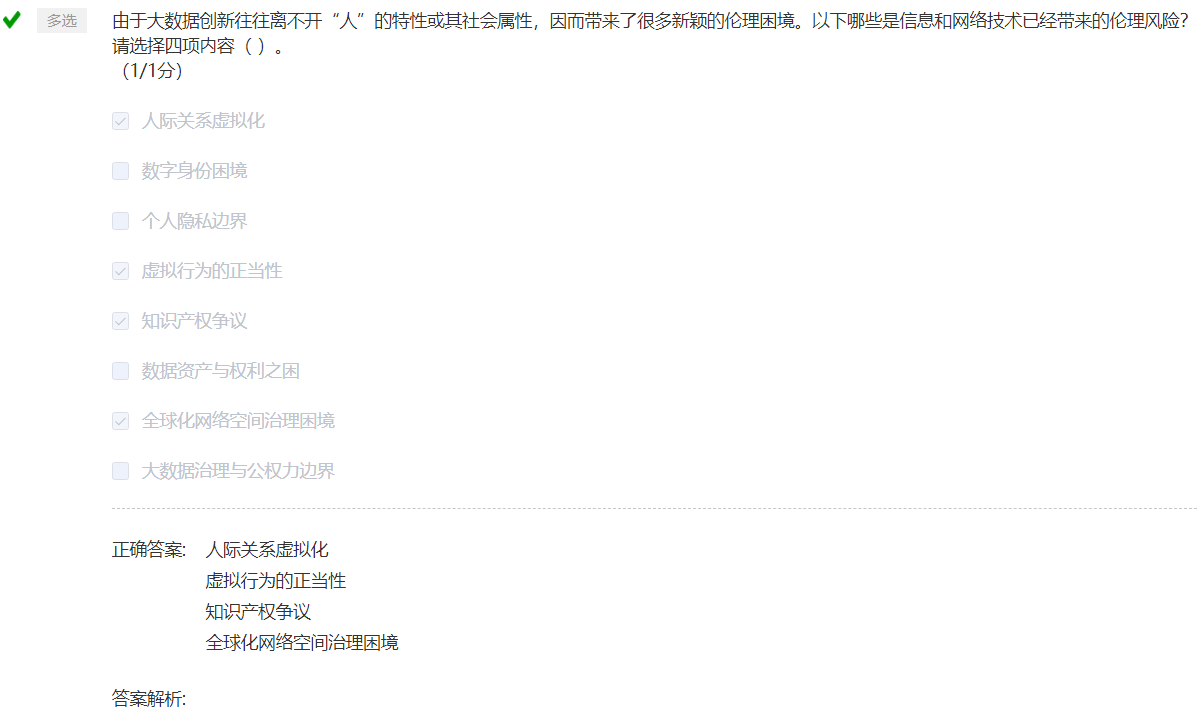 多选
由于大数据创新往往离不开“人”的特性或其社会属性，因而带来了很多新颖的伦理困境。以下哪些是信息和网络技术已经带来的伦理风险？
请选择四项内容（ ）。
（1/1分）
人际关系虚拟化
数字身份困境
个人隐私边界
虚拟行为的正当性
知识产权争议
数据资产与权利之困
全球化网络空间治理困境
大数据治理与公权力边界
正确答案: 人际关系虚拟化
虚拟行为的正当性
知识产权争议
全球化网络空间治理困境
答案解析: